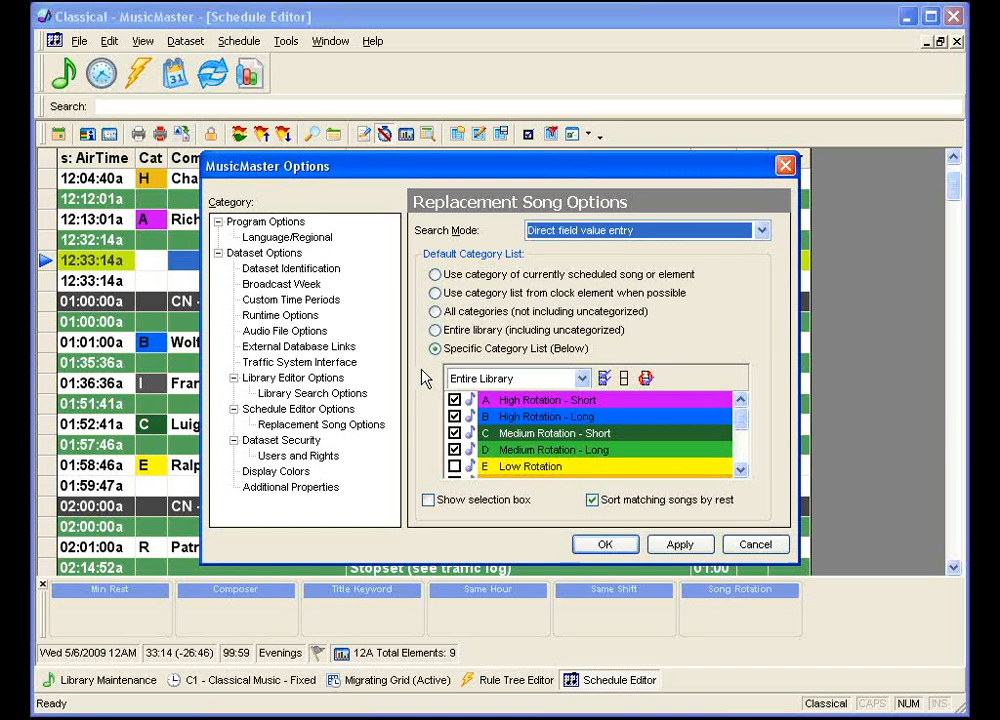 Classical - MusicMaster - [Schedule Editor]
File Edit View Dataset Schedule Tools Window Help
31
Search:
s: AirTime Cat Com
12:04:40a H Cha
12:12:01a
12:13:01a A Rich
12:32:14a
12:33:14a
12:33:14a
01:00:00a CN -
01:00:00a
01:01:00a B Wolf
01:35:36a
01:36:36a I Fran
01:51:41a
01:52:41a C Luig
01:57:46a
01:58:46a E Ralp
01:59:47a
02:00:00a CN -
02:00:00a
02:01:00a R Patr
02:14:52a Stopset (see traffic log) 01:00
MusicMaster Options
Category:
Program Options
Language/Regional
Dataset Options
Dataset Identification
Broadcast Week
Custom Time Periods
Runtime Options
Audio File Options
External Database Links
Traffic System Interface
Library Editor Options
Library Search Options
Schedule Editor Options
Replacement Song Options
Dataset Security
Users and Rights
Display Colors
Additional Properties
Replacement Song Options
Search Mode: Direct field value entry
Default Category List:
Use category of currently scheduled song or element
Use category list from clock element when possible
All categories (not including uncategorized)
Entire library (including uncategorized)
Specific Category List (Below)
Entire Library
A High Rotation - Short
B High Rotation - Long
C Medium Rotation - Short
D Medium Rotation - Long
E Low Rotation
Show selection box Sort matching songs by rest
OK Apply Cancel
Min Rest Composer Title Keyword Same Hour Same Shift Song Rotation
Wed 5/6/2009 12AM 33:14 (-26:46) 99:59 Evenings 12A Total Elements: 9
Library Maintenance C1 - Classical Music - Fixed Migrating Grid (Active) Rule Tree Editor Schedule Editor
Ready Classical CAPS NUM INS